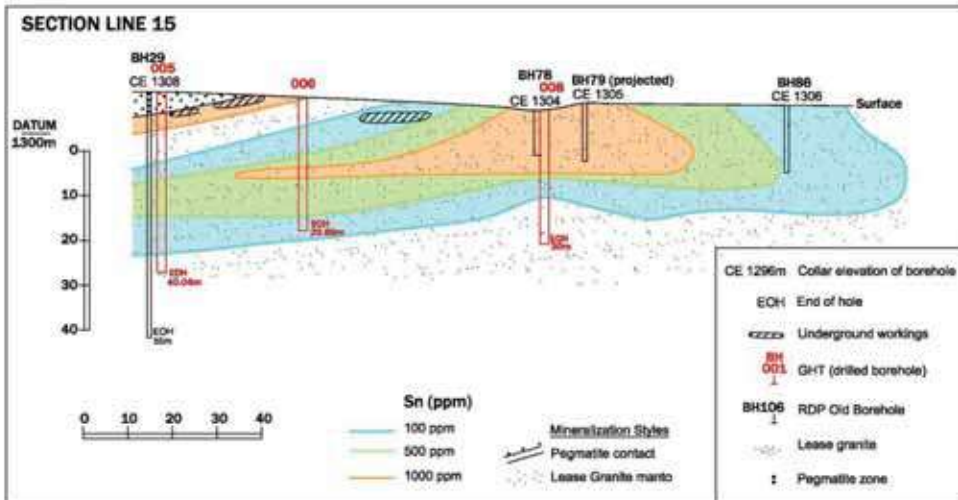 SECTION LINE 15
BH29
005
CE 1308
006
BH78
008
CE 1304
BH79 (projected)
CE 1305
BH86
CE 1306
Surface
DATUM
1300m
0
10
20
30
40
EOH
EOH
40.04m
EOH
55m
EOH
30m
0 10 20 30 40
Sn (ppm)
100 ppm
500 ppm
1000 ppm
Mineralization Styles
Pegmatite contact
Lease Granite manto
CE 1296m Collar elevation of borehole
EOH End of hole
Underground workings
BH
001 GHT (drilled borehole)
BH106 RDP Old Borehole
Lease granite
Pegmatite zone